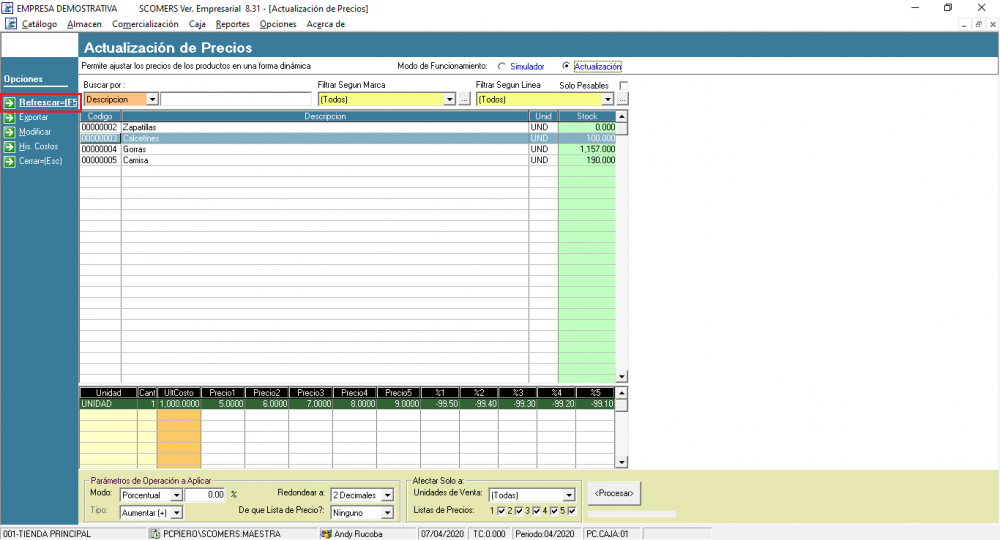 EMPRESA DEMOSTRATIVA SCOMERS Ver. Empresarial 8.31 - [Actualización de Precios]
Catálogo Almacen Comercialización Caja Reportes Opciones Acerca de
Actualización de Precios
Permite ajustar los precios de los productos en una forma dinámica Modo de Funcionamiento: Simulador Actualización
Opciones
Refrescar=(F5
Exportar
Modificar
His. Costos
Cerrar=(Esc)
Buscar por : Filtrar Segun Marca Filtrar Segun Linea Solo Pesables
Descripcion (Todos) ... (Todos) ...
Codigo Descripcion Unid Stock
00000002 Zapatillas UND 0.000
00000003 Calcetines UND 100.000
00000004 Gorras UND 1,157.000
00000005 Camisa UND 190.000
Unidad Cant UltCosto Precio1 Precio2 Precio3 Precio4 Precio5 %1 %2 %3 %4 %5
UNIDAD 1 1,000.0000 5.0000 6.0000 7.0000 8.0000 9.0000 -99.50 -99.40 -99.30 -99.20 -99.10
Parámetros de Operación a Aplicar
Modo: Porcentual 0.00 % Redondear a: 2 Decimales
Tipo: Aumentar (+) De que Lista de Precio?: Ninguno
Afectar Solo a:
Unidades de Venta: (Todas)
Listas de Precios: 1 2 3 4 5
<Procesar>
001-TIENDA PRINCIPAL PCPIERO\SCOMERS:MAESTRA Andy Rucoba 07/04/2020 TC:0.000 Periodo:04/2020 PC.CAJA:01